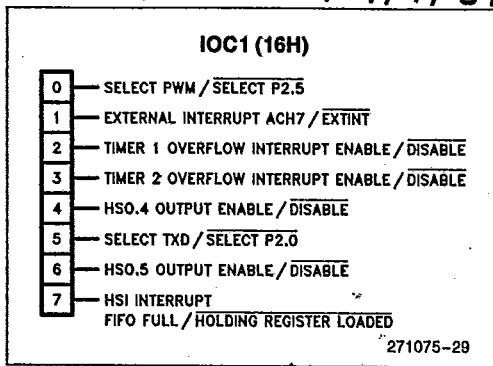 IOC1 (16H)
0 SELECT PWM / SELECT P2.5
1 EXTERNAL INTERRUPT ACH7 / EXTINT
2 TIMER 1 OVERFLOW INTERRUPT ENABLE / DISABLE
3 TIMER 2 OVERFLOW INTERRUPT ENABLE / DISABLE
4 HSO.4 OUTPUT ENABLE / DISABLE
5 SELECT TXD / SELECT P2.0
6 HSO.5 OUTPUT ENABLE / DISABLE
7 HSI INTERRUPT
FIFO FULL / HOLDING REGISTER LOADED
271075-29